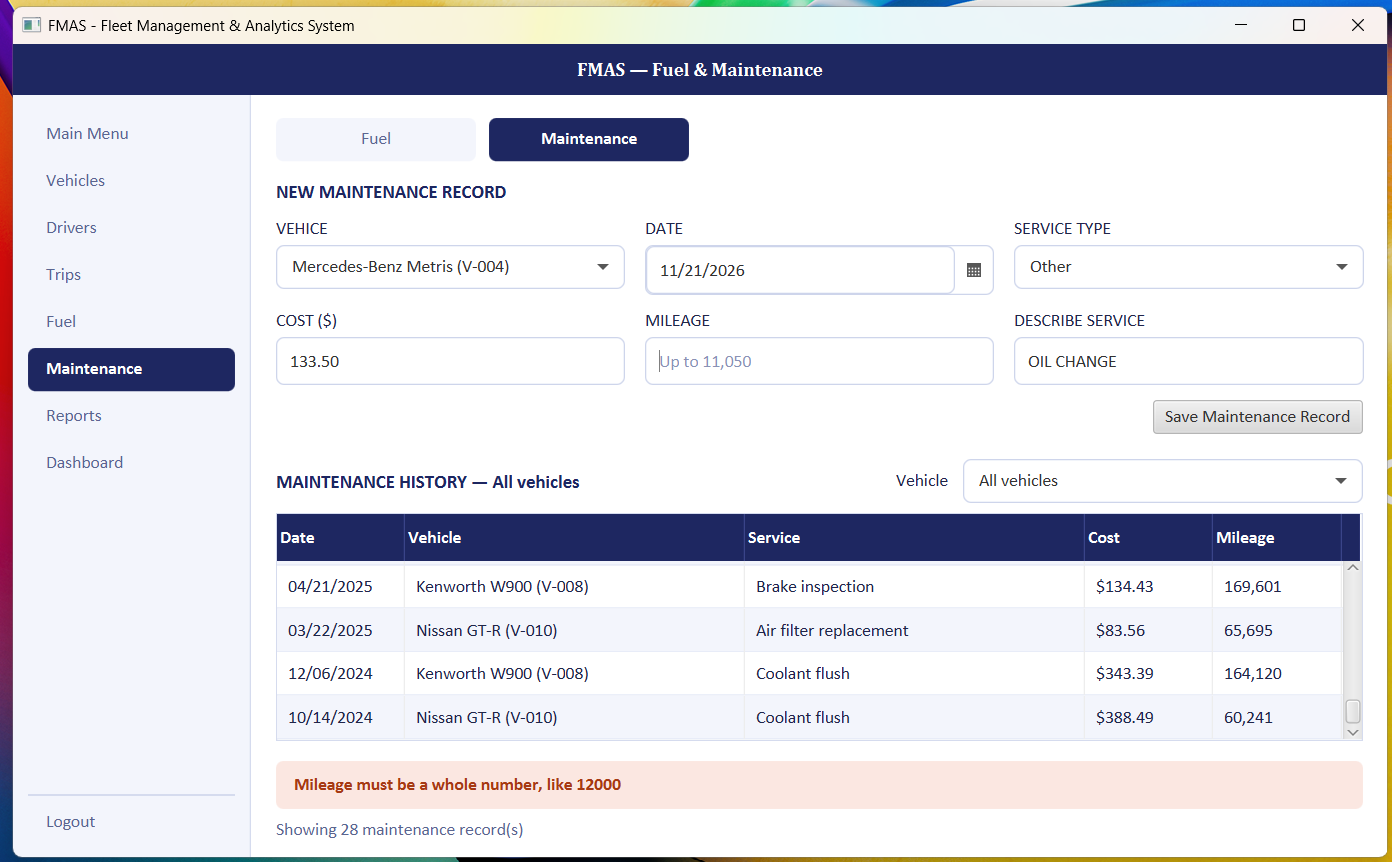 FMAS - Fleet Management & Analytics System
FMAS — Fuel & Maintenance
Main Menu
Vehicles
Drivers
Trips
Fuel
Maintenance
Reports
Dashboard
Logout
Fuel Maintenance
NEW MAINTENANCE RECORD
VEHICE DATE SERVICE TYPE
Mercedes-Benz Metris (V-004) 11/21/2026 Other
COST ($) MILEAGE DESCRIBE SERVICE
133.50 Up to 11,050 OIL CHANGE
Save Maintenance Record
MAINTENANCE HISTORY — All vehicles Vehicle All vehicles
Date Vehicle Service Cost Mileage
04/21/2025 Kenworth W900 (V-008) Brake inspection $134.43 169,601
03/22/2025 Nissan GT-R (V-010) Air filter replacement $83.56 65,695
12/06/2024 Kenworth W900 (V-008) Coolant flush $343.39 164,120
10/14/2024 Nissan GT-R (V-010) Coolant flush $388.49 60,241
Mileage must be a whole number, like 12000
Showing 28 maintenance record(s)